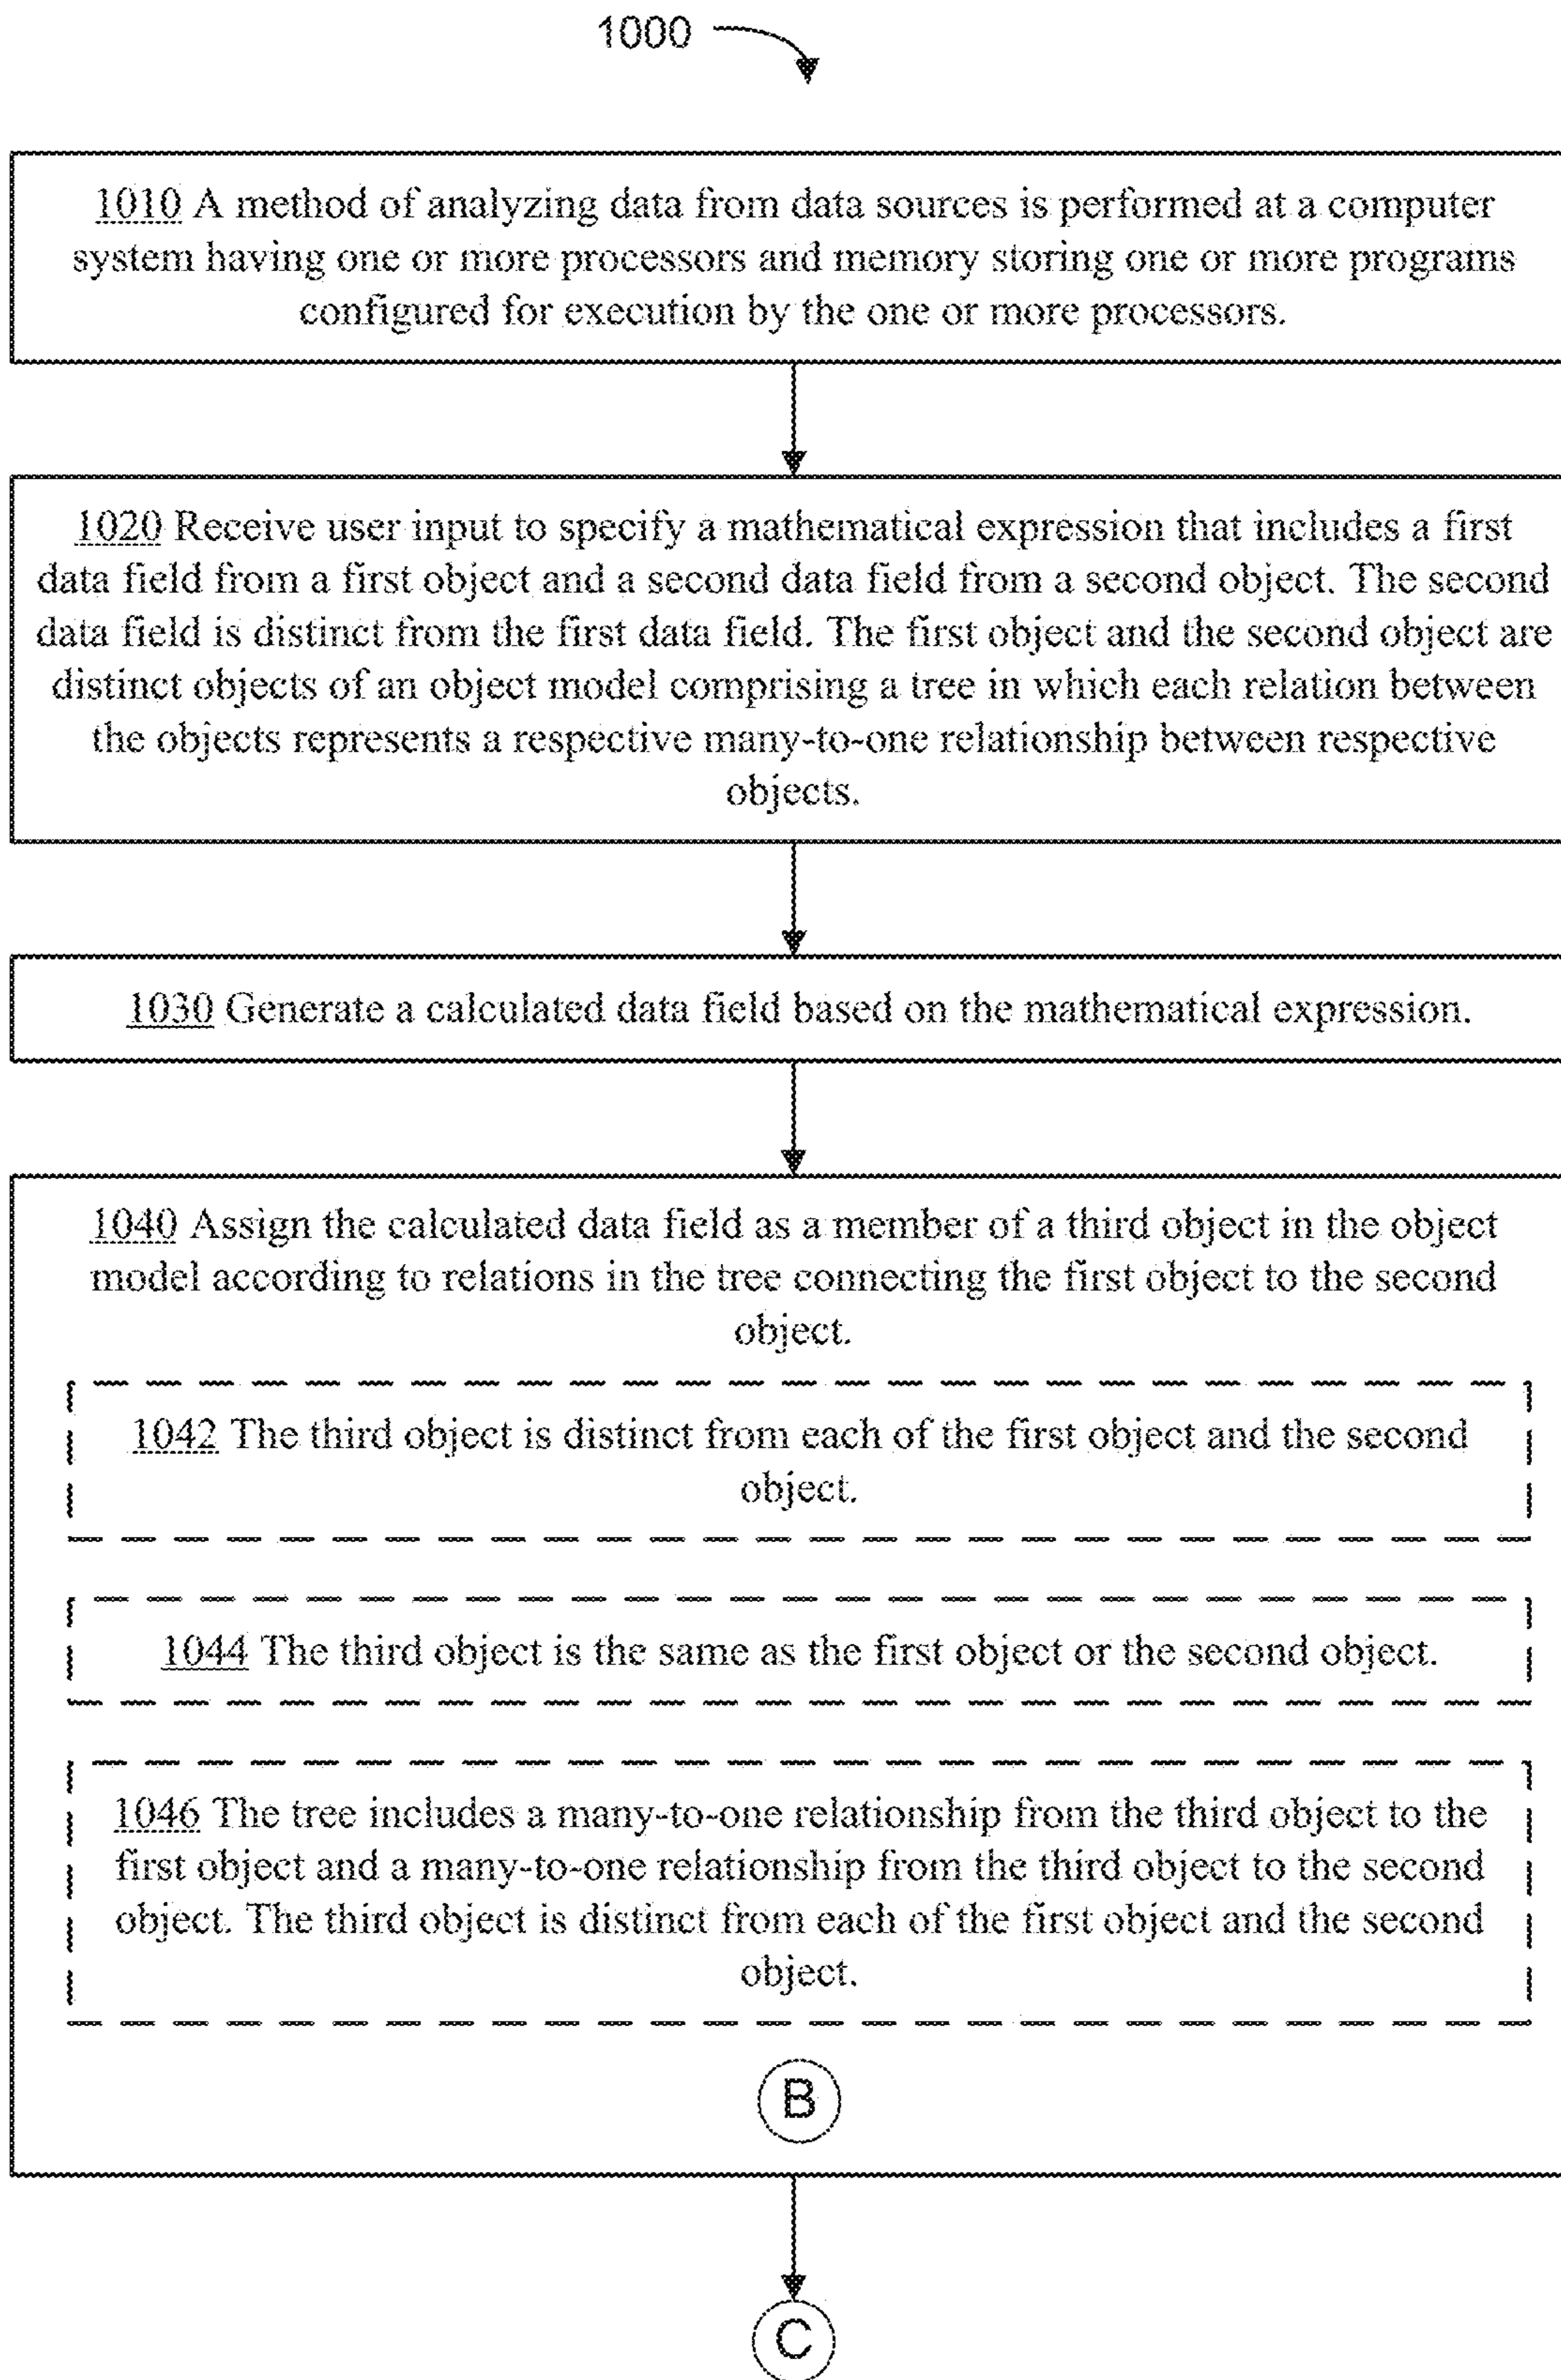 1000
1010 A method of analyzing data from data sources is performed at a computer
system having one or more processors and memory storing one or more programs
configured for execution by the one or more processors.
1020 Receive user input to specify a mathematical expression that includes a first
data field from a first object and a second data field from a second object. The second
data field is distinct from the first data field. The first object and the second object are
distinct objects of an object model comprising a tree in which each relation between
the objects represents a respective many-to-one relationship between respective
objects.
1030 Generate a calculated data field based on the mathematical expression.
1040 Assign the calculated data field as a member of a third object in the object
model according to relations in the tree connecting the first object to the second
object.
1042 The third object is distinct from each of the first object and the second
object.
1044 The third object is the same as the first object or the second object.
1046 The tree includes a many-to-one relationship from the third object to the
first object and a many-to-one relationship from the third object to the second
object. The third object is distinct from each of the first object and the second
object.
B
C